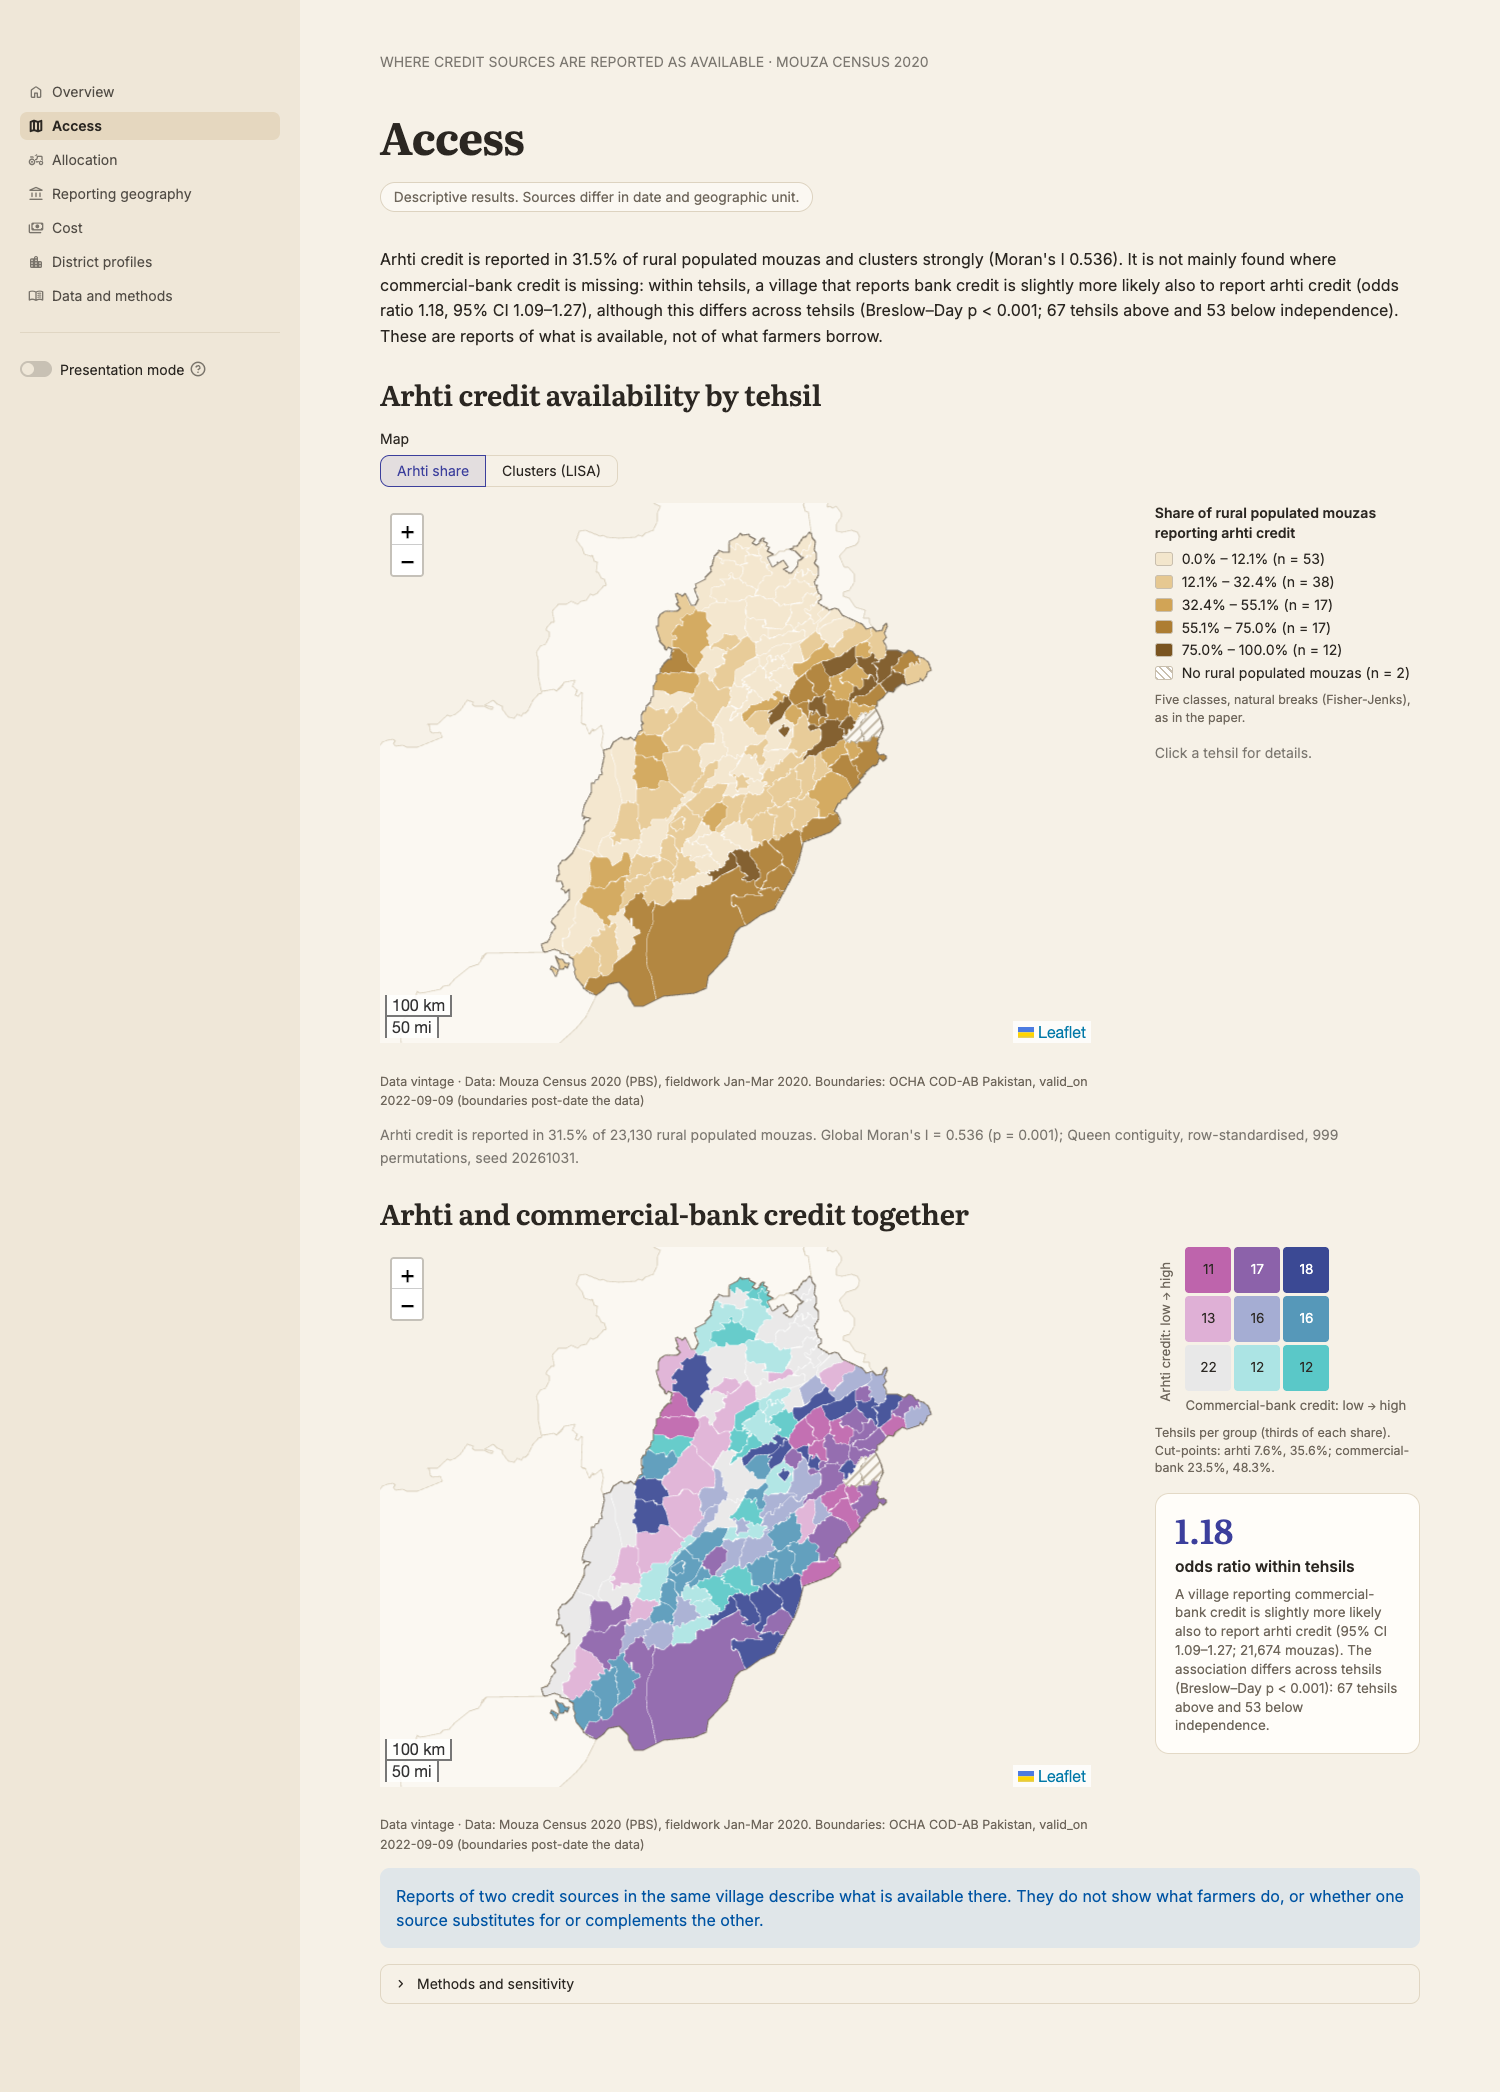 WHERE CREDIT SOURCES ARE REPORTED AS AVAILABLE · MOUZA CENSUS 2020
Overview
Access
Allocation
Reporting geography
Cost
District profiles
Data and methods
Presentation mode
Access
Descriptive results. Sources differ in date and geographic unit.
Arhti credit is reported in 31.5% of rural populated mouzas and clusters strongly (Moran's I 0.536). It is not mainly found where
commercial-bank credit is missing: within tehsils, a village that reports bank credit is slightly more likely also to report arhti credit (odds
ratio 1.18, 95% CI 1.09–1.27), although this differs across tehsils (Breslow–Day p < 0.001; 67 tehsils above and 53 below independence).
These are reports of what is available, not of what farmers borrow.
Arhti credit availability by tehsil
Map
Arhti share
Clusters (LISA)
+
−
100 km
50 mi
Leaflet
Share of rural populated mouzas
reporting arhti credit
0.0% – 12.1% (n = 53)
12.1% – 32.4% (n = 38)
32.4% – 55.1% (n = 17)
55.1% – 75.0% (n = 17)
75.0% – 100.0% (n = 12)
No rural populated mouzas (n = 2)
Five classes, natural breaks (Fisher-Jenks),
as in the paper.
Click a tehsil for details.
Data vintage · Data: Mouza Census 2020 (PBS), fieldwork Jan-Mar 2020. Boundaries: OCHA COD-AB Pakistan, valid_on
2022-09-09 (boundaries post-date the data)
Arhti credit is reported in 31.5% of 23,130 rural populated mouzas. Global Moran's I = 0.536 (p = 0.001); Queen contiguity, row-standardised, 999
permutations, seed 20261031.
Arhti and commercial-bank credit together
+
−
100 km
50 mi
Leaflet
Arhti credit: low → high
11 17 18
13 16 16
22 12 12
Commercial-bank credit: low → high
Tehsils per group (thirds of each share).
Cut-points: arhti 7.6%, 35.6%; commercial-
bank 23.5%, 48.3%.
1.18
odds ratio within tehsils
A village reporting commercial-
bank credit is slightly more likely
also to report arhti credit (95% CI
1.09–1.27; 21,674 mouzas). The
association differs across tehsils
(Breslow–Day p < 0.001): 67 tehsils
above and 53 below
independence.
Data vintage · Data: Mouza Census 2020 (PBS), fieldwork Jan-Mar 2020. Boundaries: OCHA COD-AB Pakistan, valid_on
2022-09-09 (boundaries post-date the data)
Reports of two credit sources in the same village describe what is available there. They do not show what farmers do, or whether one
source substitutes for or complements the other.
Methods and sensitivity